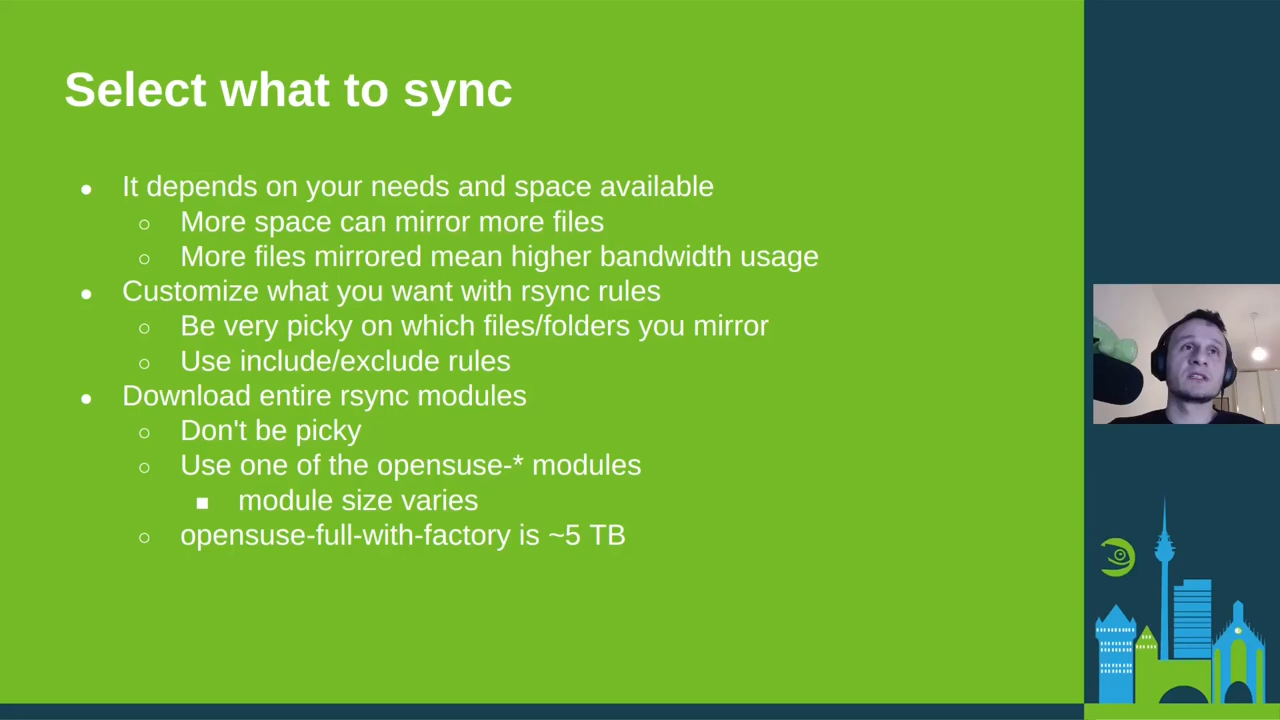 Select what to sync
● It depends on your needs and space available
○ More space can mirror more files
○ More files mirrored mean higher bandwidth usage
● Customize what you want with rsync rules
○ Be very picky on which files/folders you mirror
○ Use include/exclude rules
● Download entire rsync modules
○ Don't be picky
○ Use one of the opensuse-* modules
■ module size varies
○ opensuse-full-with-factory is ~5 TB